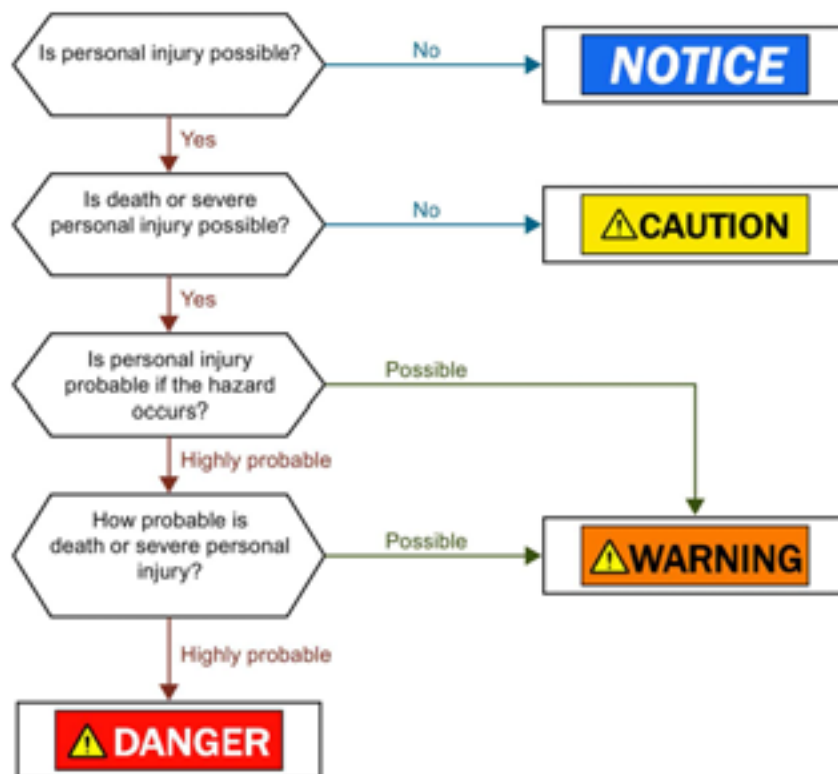 Is personal injury possible?
No
NOTICE
Yes
Is death or severe
personal injury possible?
No
CAUTION
Yes
Is personal injury
probable if the hazard
occurs?
Possible
Highly probable
How probable is
death or severe personal
injury?
Possible
WARNING
Highly probable
DANGER